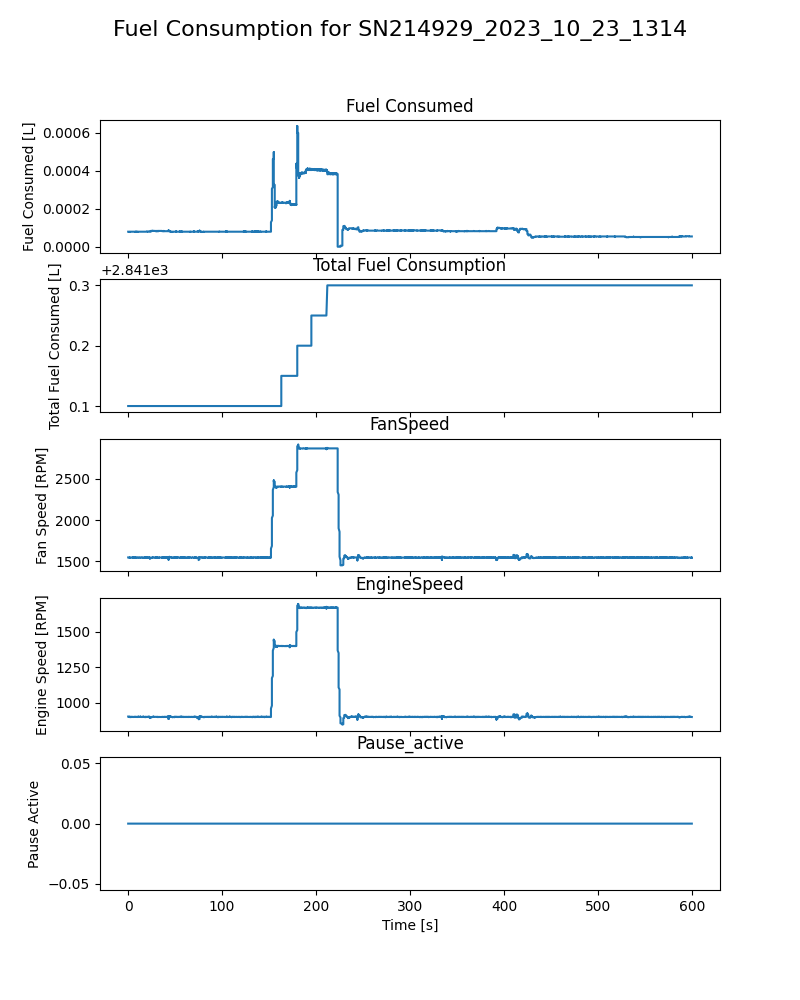 Fuel Consumption for SN214929_2023_10_23_1314
Fuel Consumed
Fuel Consumed [L]
0.0006
0.0004
0.0002
0.0000
+2.841e3
Total Fuel Consumption
Total Fuel Consumed [L]
0.3
0.2
0.1
FanSpeed
Fan Speed [RPM]
2500
2000
1500
EngineSpeed
Engine Speed [RPM]
1500
1250
1000
Pause_active
Pause Active
0.05
0.00
−0.05
0 100 200 300 400 500 600
Time [s]